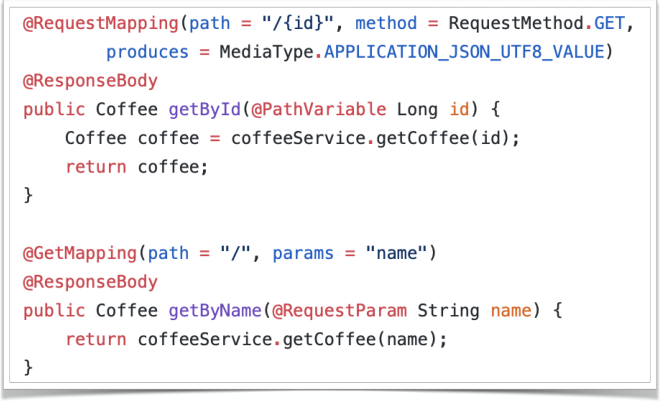 @RequestMapping(path = "/{id}", method = RequestMethod.GET,
        produces = MediaType.APPLICATION_JSON_UTF8_VALUE)
@ResponseBody
public Coffee getById(@PathVariable Long id) {
    Coffee coffee = coffeeService.getCoffee(id);
    return coffee;
}

@GetMapping(path = "/", params = "name")
@ResponseBody
public Coffee getByName(@RequestParam String name) {
    return coffeeService.getCoffee(name);
}